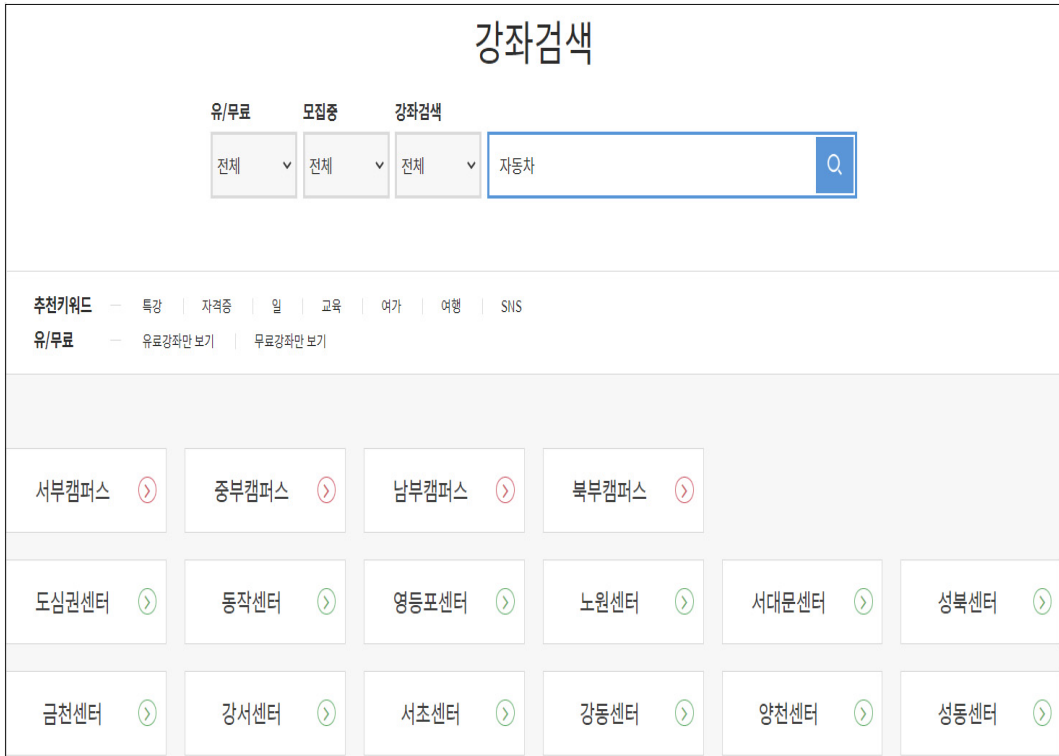 강좌검색
유/무료 모집중 강좌검색
전체 전체 전체 자동차
추천키워드 특강 자격증 일 교육 여가 여행 SNS
유/무료 유료강좌만 보기 무료강좌만 보기
서부캠퍼스 중부캠퍼스 남부캠퍼스 북부캠퍼스
도심권센터 동작센터 영등포센터 노원센터 서대문센터 성북센터
금천센터 강서센터 서초센터 강동센터 양천센터 성동센터